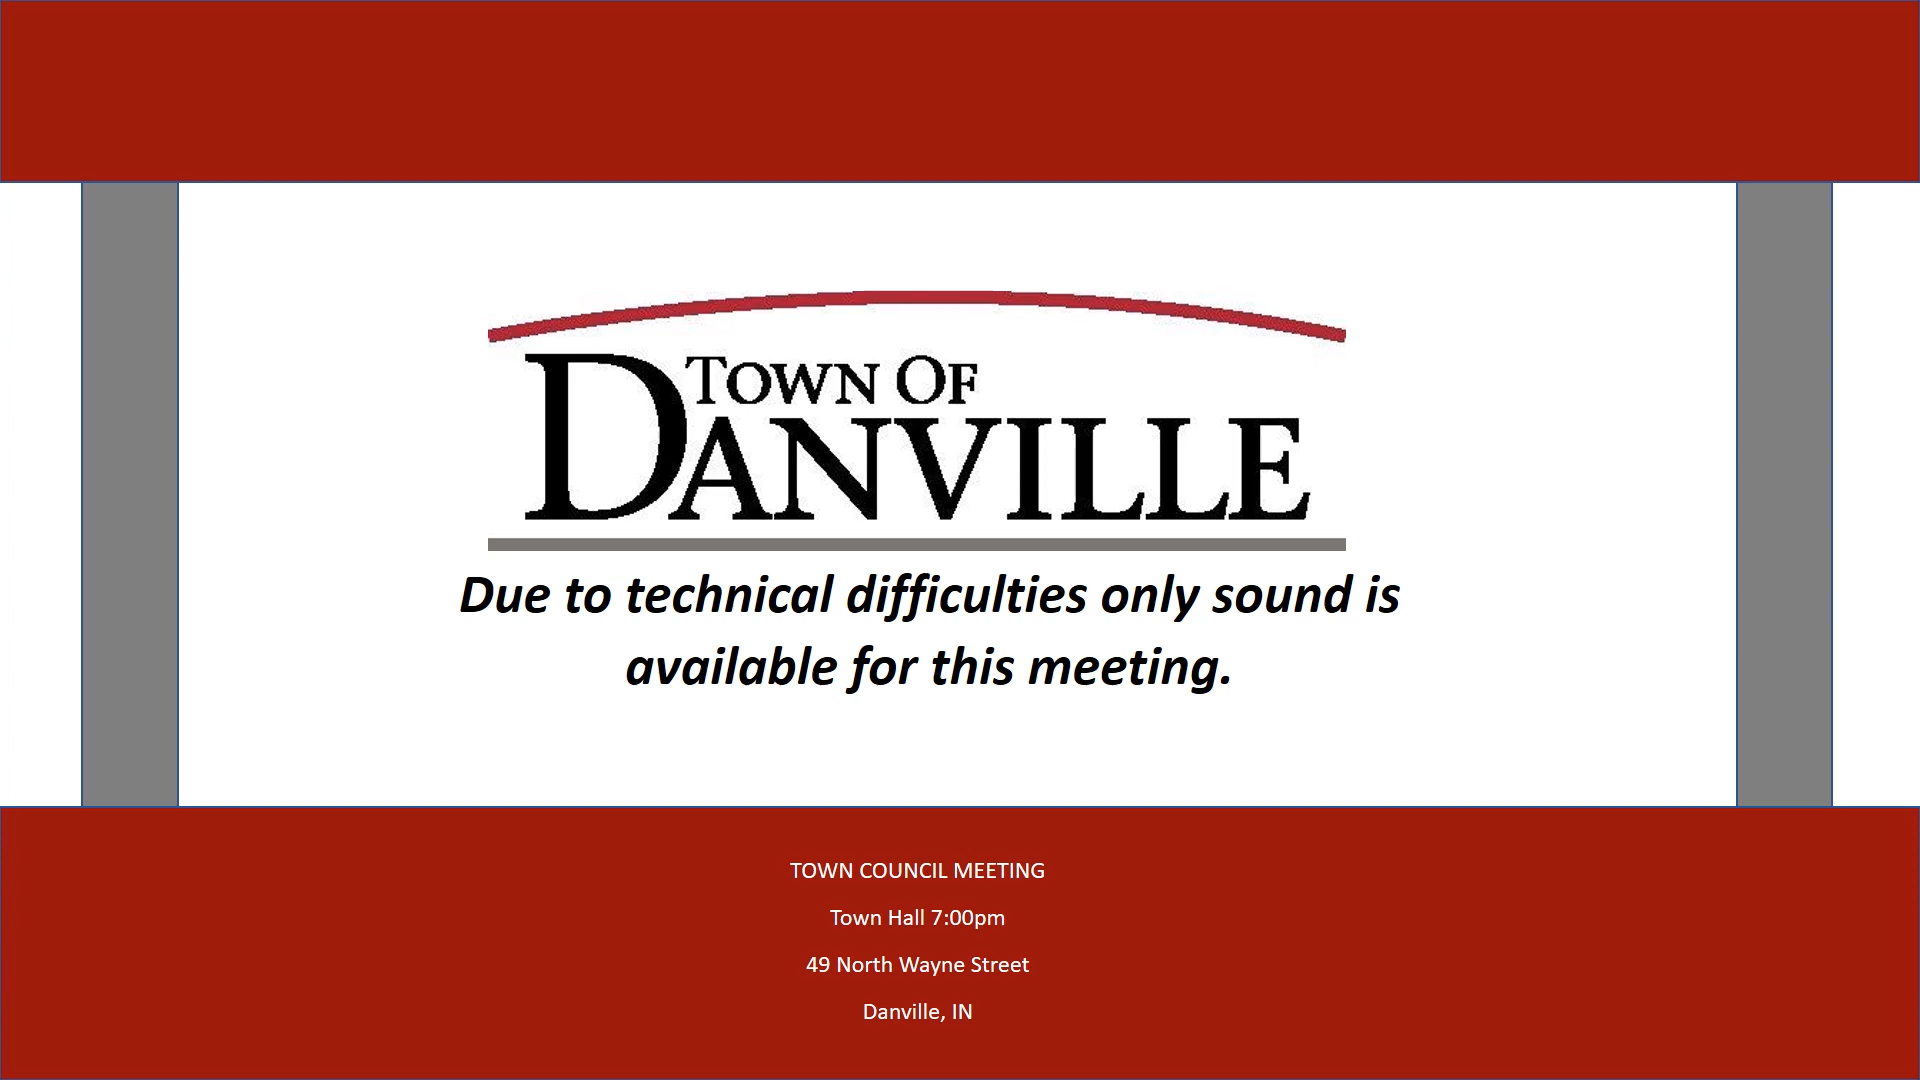 Town Of
Danville
Due to technical difficulties only sound is
available for this meeting.
TOWN COUNCIL MEETING
Town Hall 7:00pm
49 North Wayne Street
Danville, IN